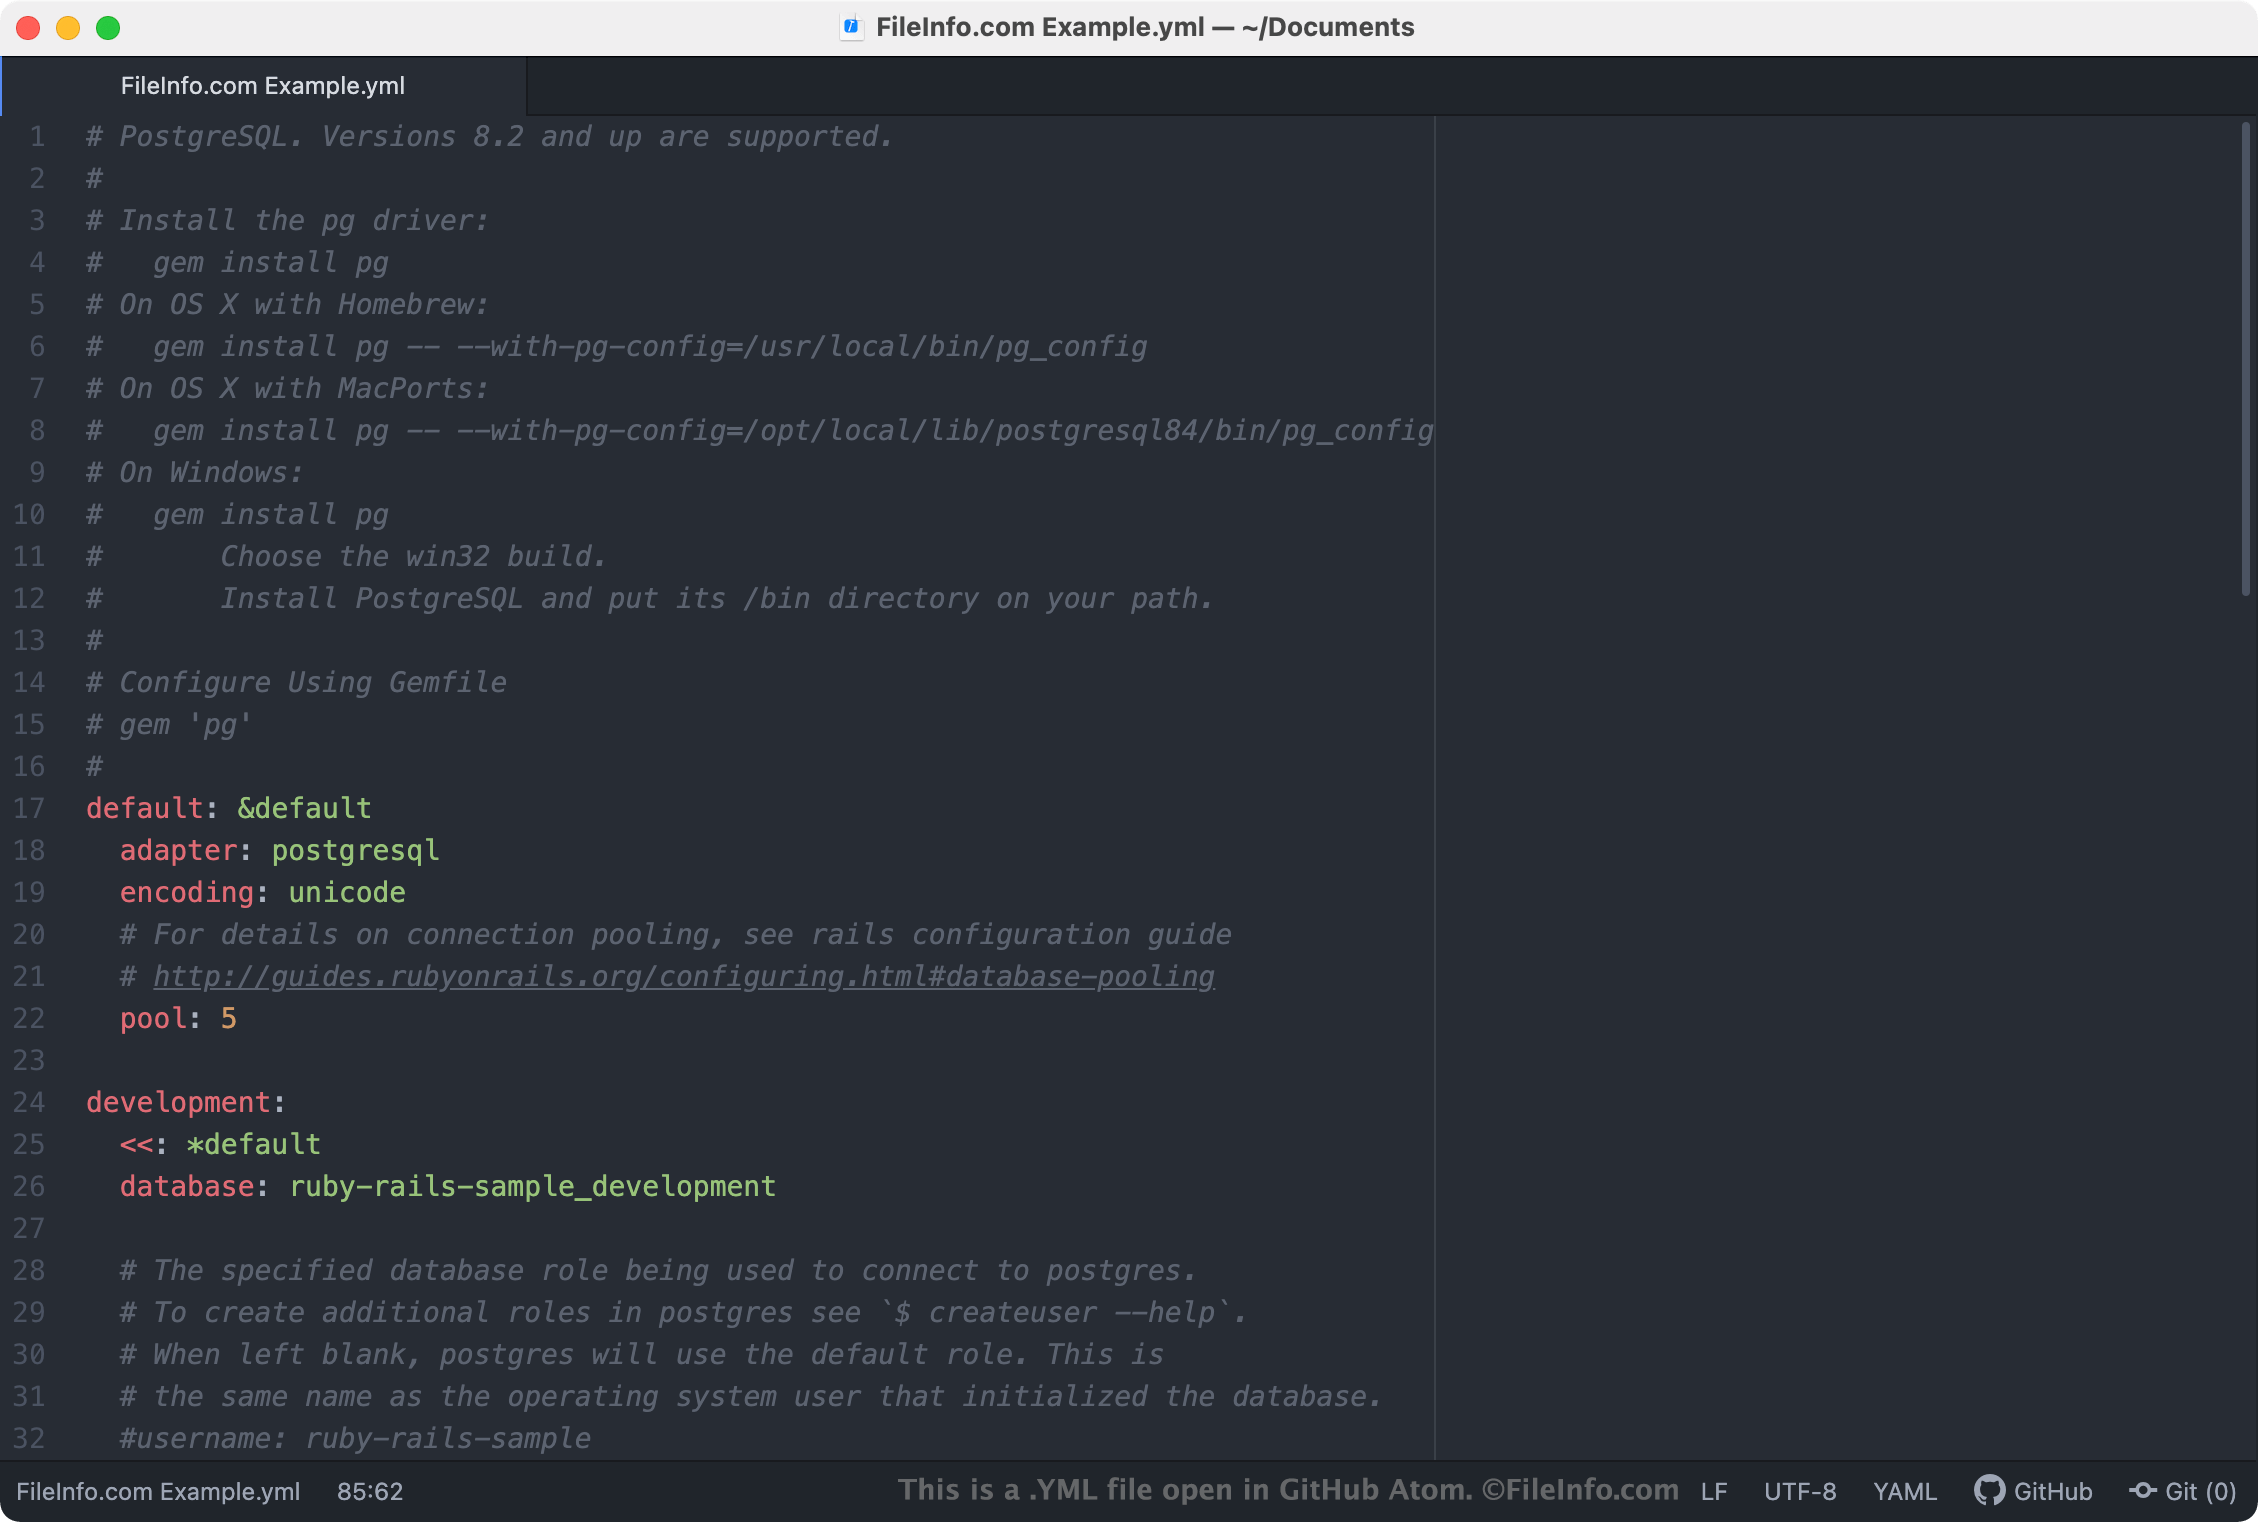 FileInfo.com Example.yml — ~/Documents
FileInfo.com Example.yml
1 # PostgreSQL. Versions 8.2 and up are supported.
2 #
3 # Install the pg driver:
4 #   gem install pg
5 # On OS X with Homebrew:
6 #   gem install pg -- --with-pg-config=/usr/local/bin/pg_config
7 # On OS X with MacPorts:
8 #   gem install pg -- --with-pg-config=/opt/local/lib/postgresql84/bin/pg_config
9 # On Windows:
10 #   gem install pg
11 #       Choose the win32 build.
12 #       Install PostgreSQL and put its /bin directory on your path.
13 #
14 # Configure Using Gemfile
15 # gem 'pg'
16 #
17 default: &default
18   adapter: postgresql
19   encoding: unicode
20   # For details on connection pooling, see rails configuration guide
21   # http://guides.rubyonrails.org/configuring.html#database-pooling
22   pool: 5
23
24 development:
25   <<: *default
26   database: ruby-rails-sample_development
27
28   # The specified database role being used to connect to postgres.
29   # To create additional roles in postgres see `$ createuser --help`.
30   # When left blank, postgres will use the default role. This is
31   # the same name as the operating system user that initialized the database.
32   #username: ruby-rails-sample
FileInfo.com Example.yml 85:62 This is a .YML file open in GitHub Atom. ©FileInfo.com LF UTF-8 YAML GitHub Git (0)